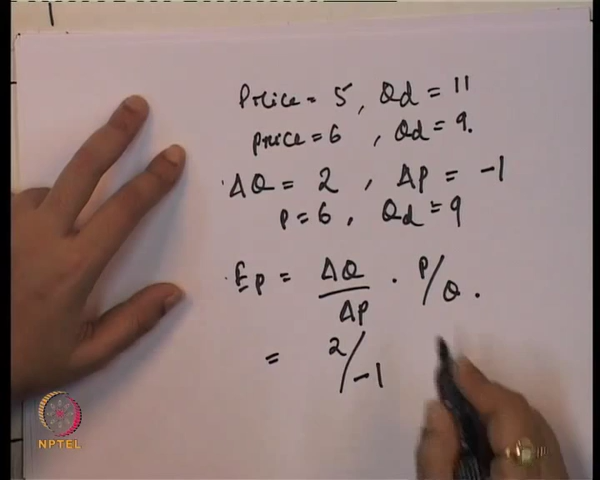 Price = 5, Qd = 11
price = 6, Qd = 9.
ΔQ = 2, ΔP = -1
P = 6, Qd = 9
Ep = ΔQ/ΔP . P/Q.
= 2/-1
NPTEL